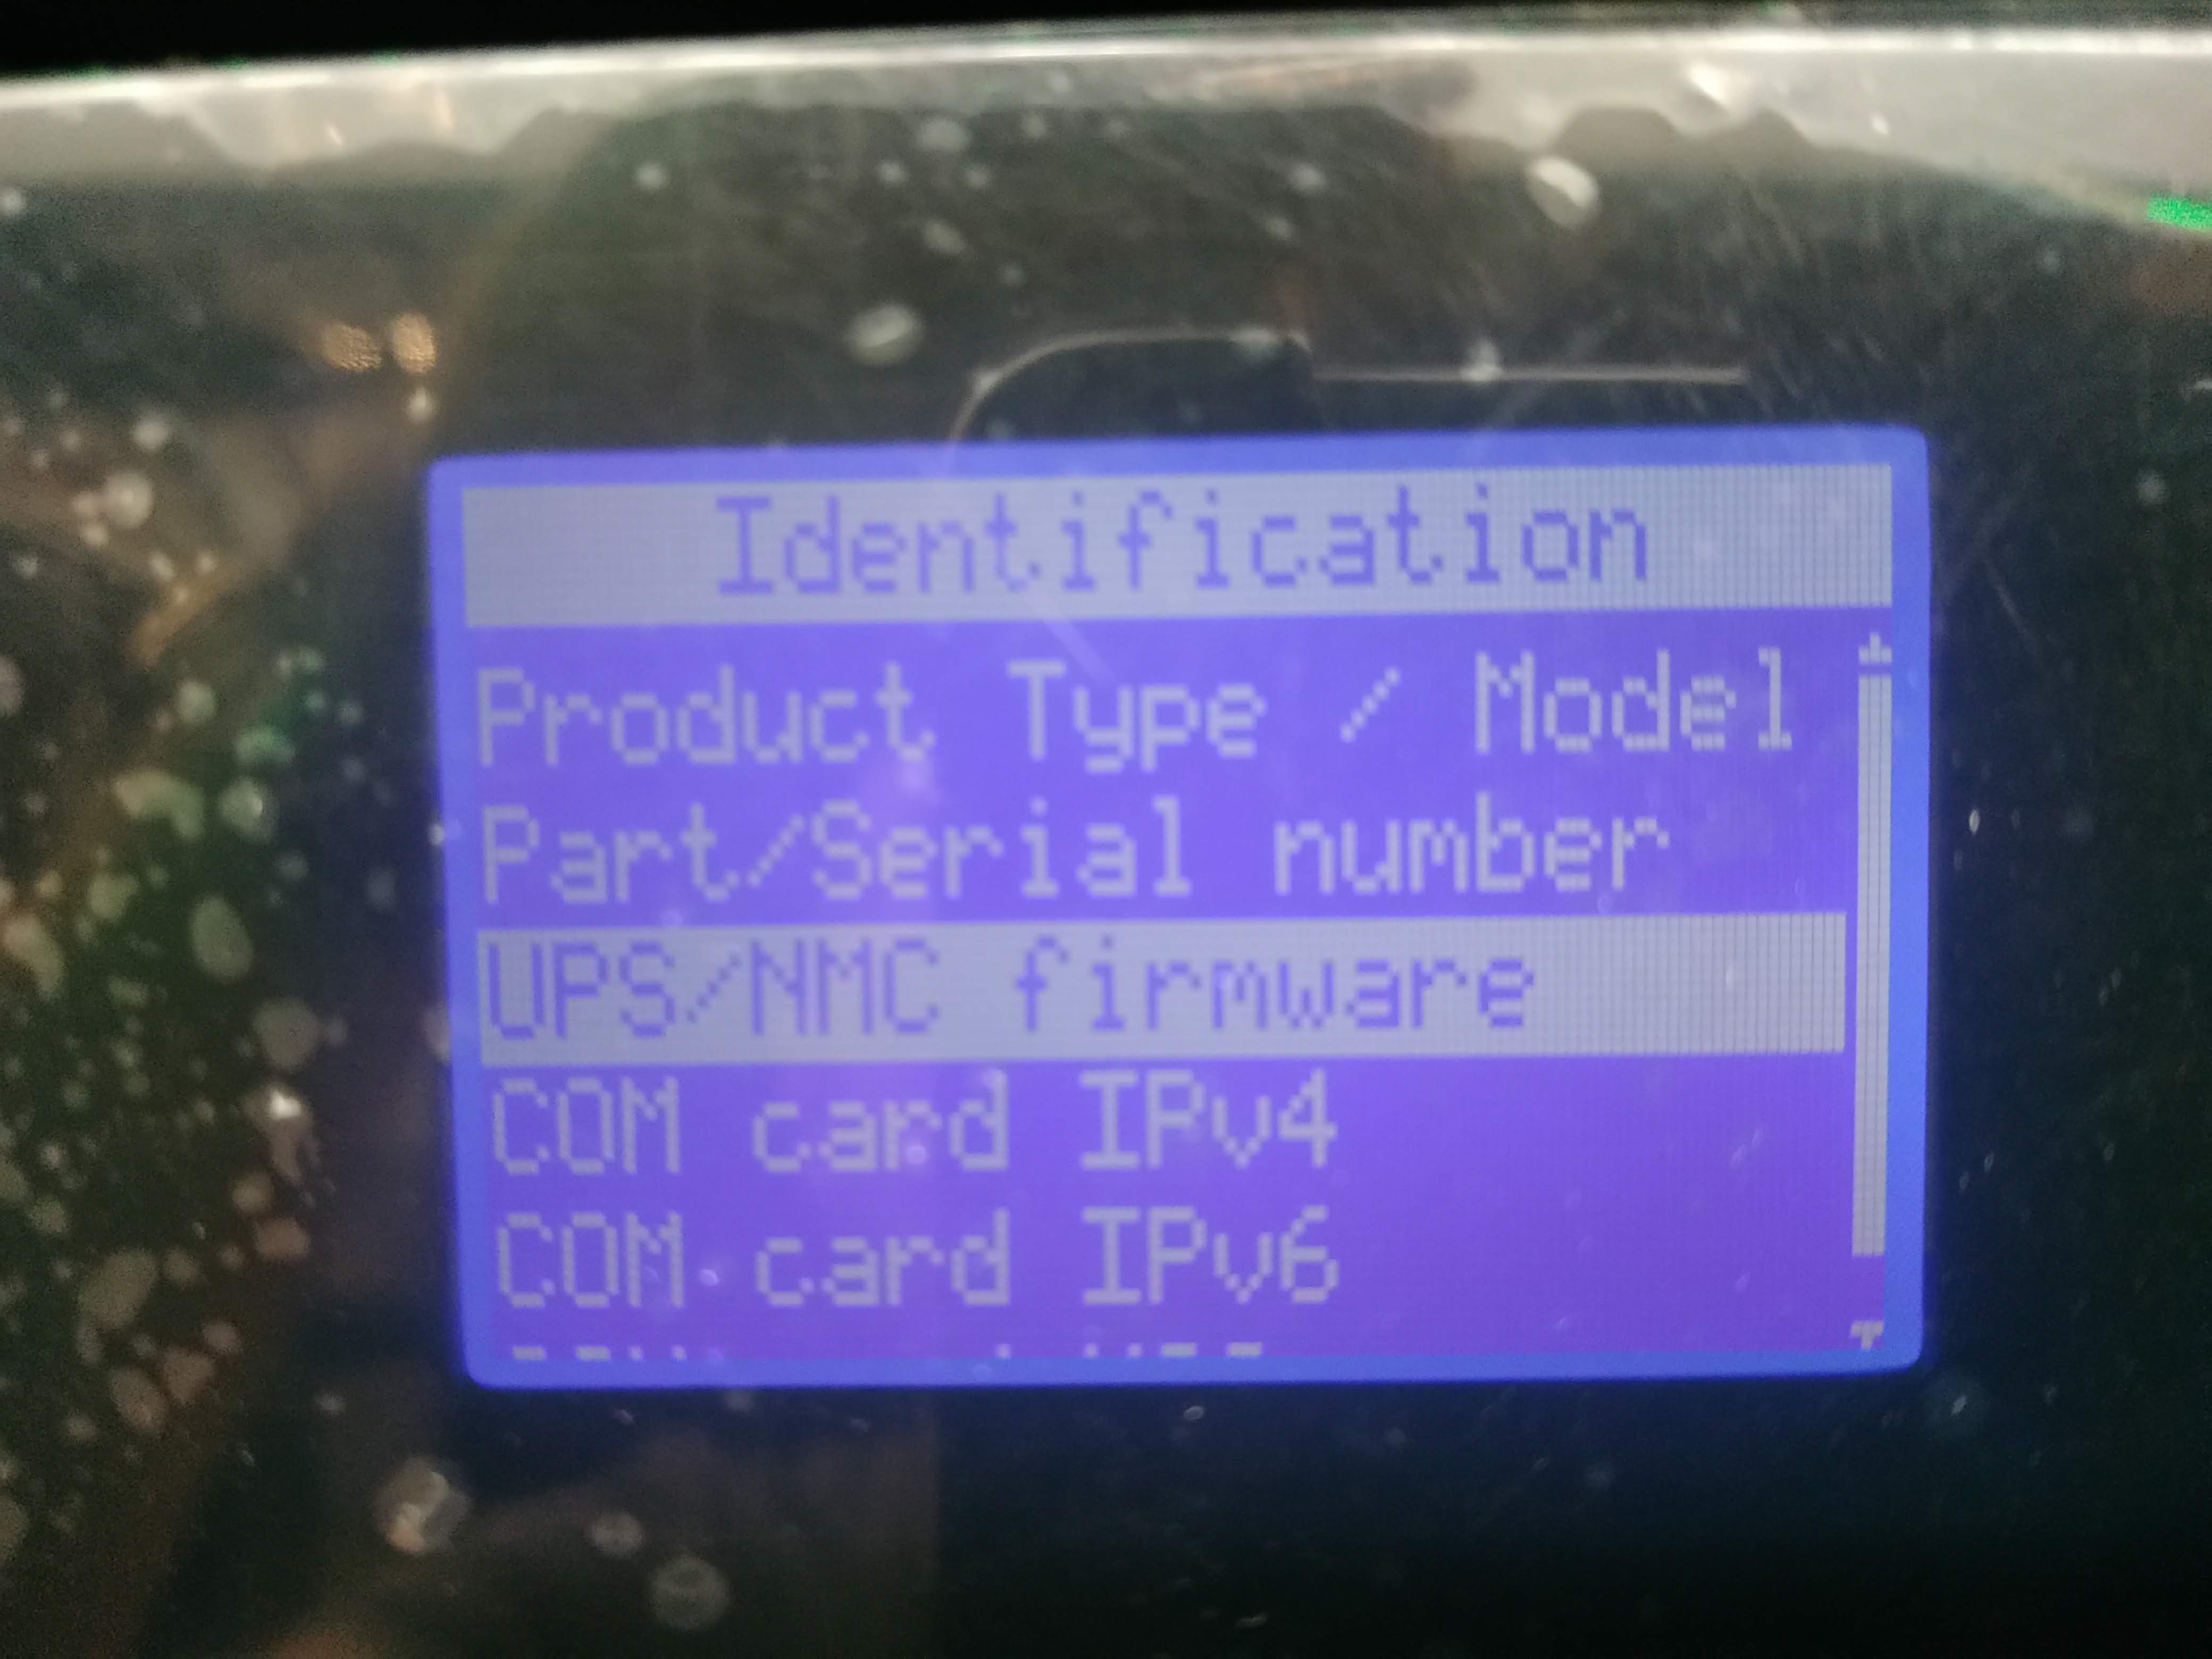 Identification
Product Type / Model
Part/Serial number
UPS/NMC firmware
COM card IPv4
COM card IPv6